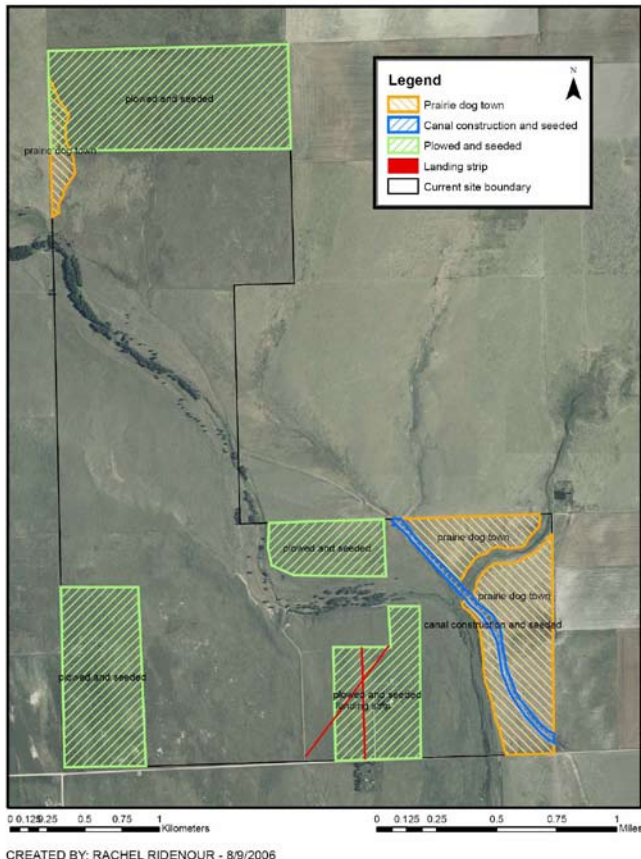 plowed and seeded
prairie dog town
Legend
N
Prairie dog town
Canal construction and seeded
Plowed and seeded
Landing strip
Current site boundary
prairie dog town
plowed and seeded
prairie dog town
canal construction and seeded
plowed and seeded
plowed and seeded
landing strip
0 0.125 0.25 0.5 0.75 1
Kilometers
0 0.125 0.25 0.5 0.75 1
Miles
CREATED BY: RACHEL RIDENOUR - 8/9/2006